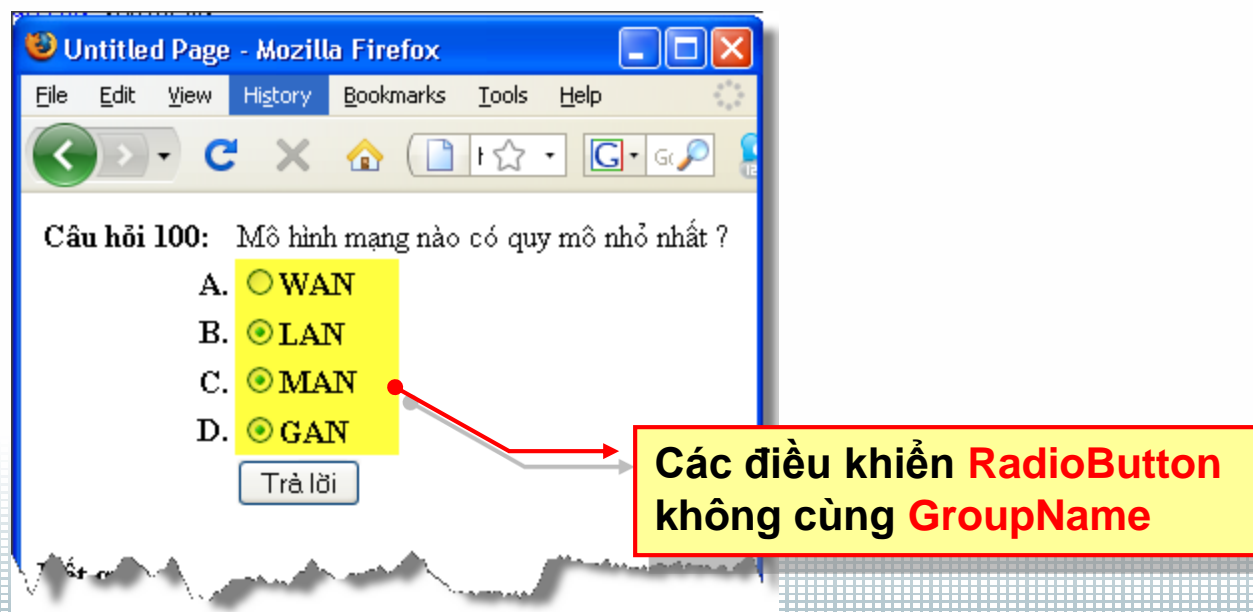 Untitled Page - Mozilla Firefox
File Edit View History Bookmarks Tools Help
Câu hỏi 100: Mô hình mạng nào có quy mô nhỏ nhất ?
A. WAN
B. LAN
C. MAN
D. GAN
Trả lời
Các điều khiển RadioButton
không cùng GroupName